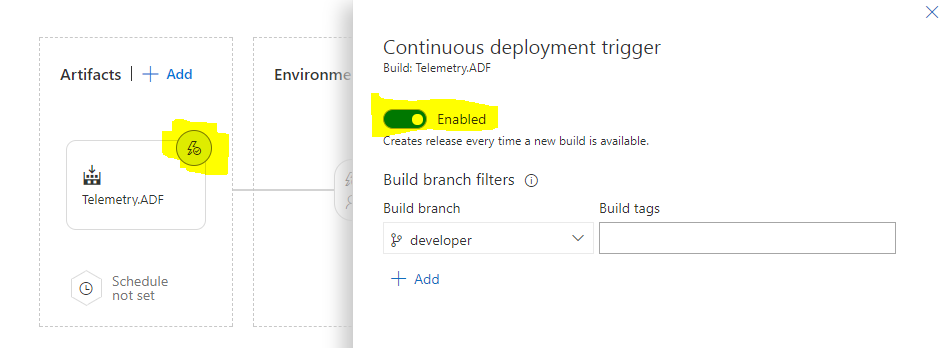 Artifacts | + Add
Environme
Telemetry.ADF
Schedule
not set
Continuous deployment trigger
Build: Telemetry.ADF
Enabled
Creates release every time a new build is available.
Build branch filters
Build branch
Build tags
developer
+ Add